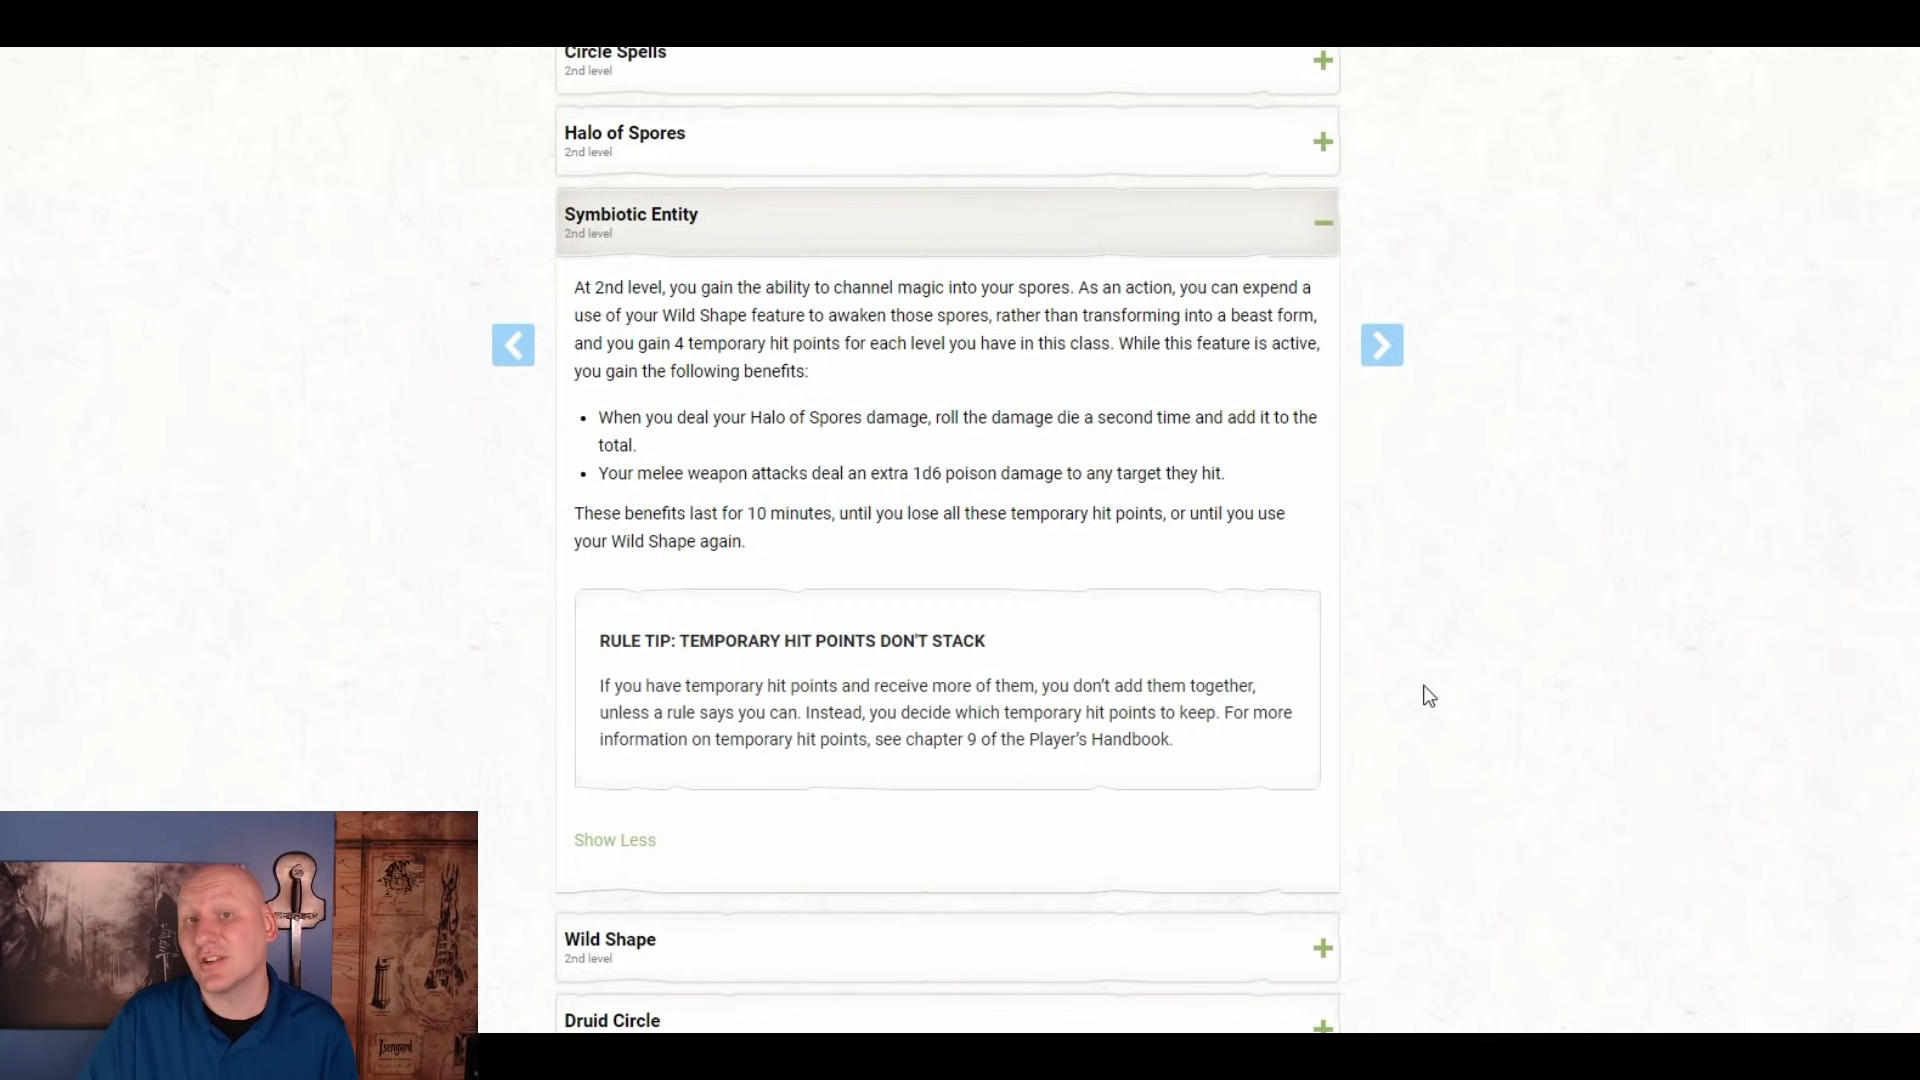 Circle Spells
2nd level
Halo of Spores
2nd level
Symbiotic Entity
2nd level
At 2nd level, you gain the ability to channel magic into your spores. As an action, you can expend a
use of your Wild Shape feature to awaken those spores, rather than transforming into a beast form,
and you gain 4 temporary hit points for each level you have in this class. While this feature is active,
you gain the following benefits:
• When you deal your Halo of Spores damage, roll the damage die a second time and add it to the
total.
• Your melee weapon attacks deal an extra 1d6 poison damage to any target they hit.
These benefits last for 10 minutes, until you lose all these temporary hit points, or until you use
your Wild Shape again.
RULE TIP: TEMPORARY HIT POINTS DON'T STACK
If you have temporary hit points and receive more of them, you don't add them together,
unless a rule says you can. Instead, you decide which temporary hit points to keep. For more
information on temporary hit points, see chapter 9 of the Player's Handbook.
Show Less
Wild Shape
2nd level
Druid Circle
Isengard